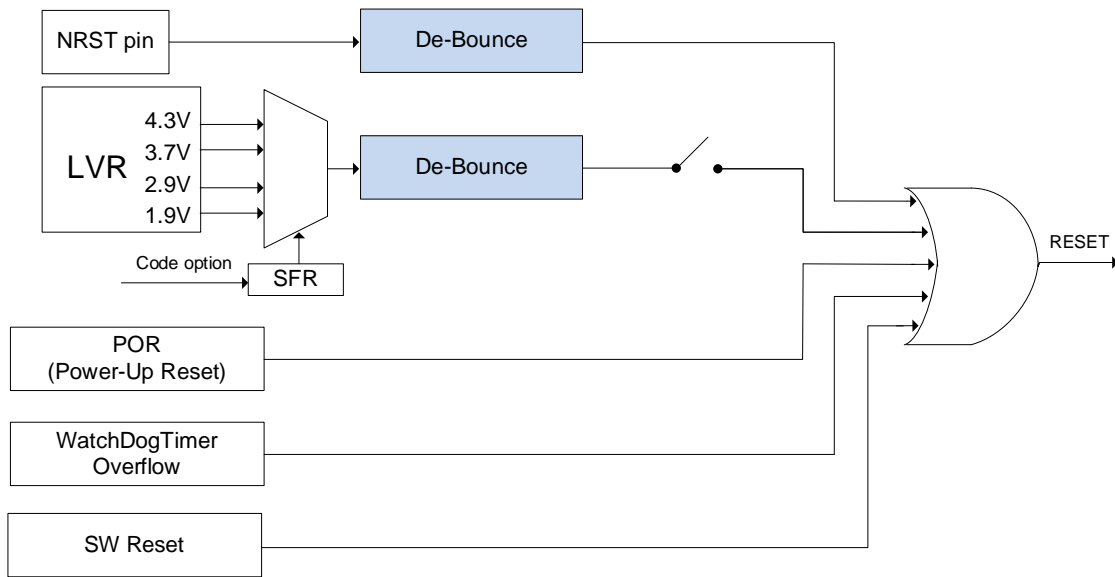 NRST pin
De-Bounce
LVR
4.3V
3.7V
2.9V
1.9V
De-Bounce
Code option
SFR
RESET
POR
(Power-Up Reset)
WatchDogTimer
Overflow
SW Reset